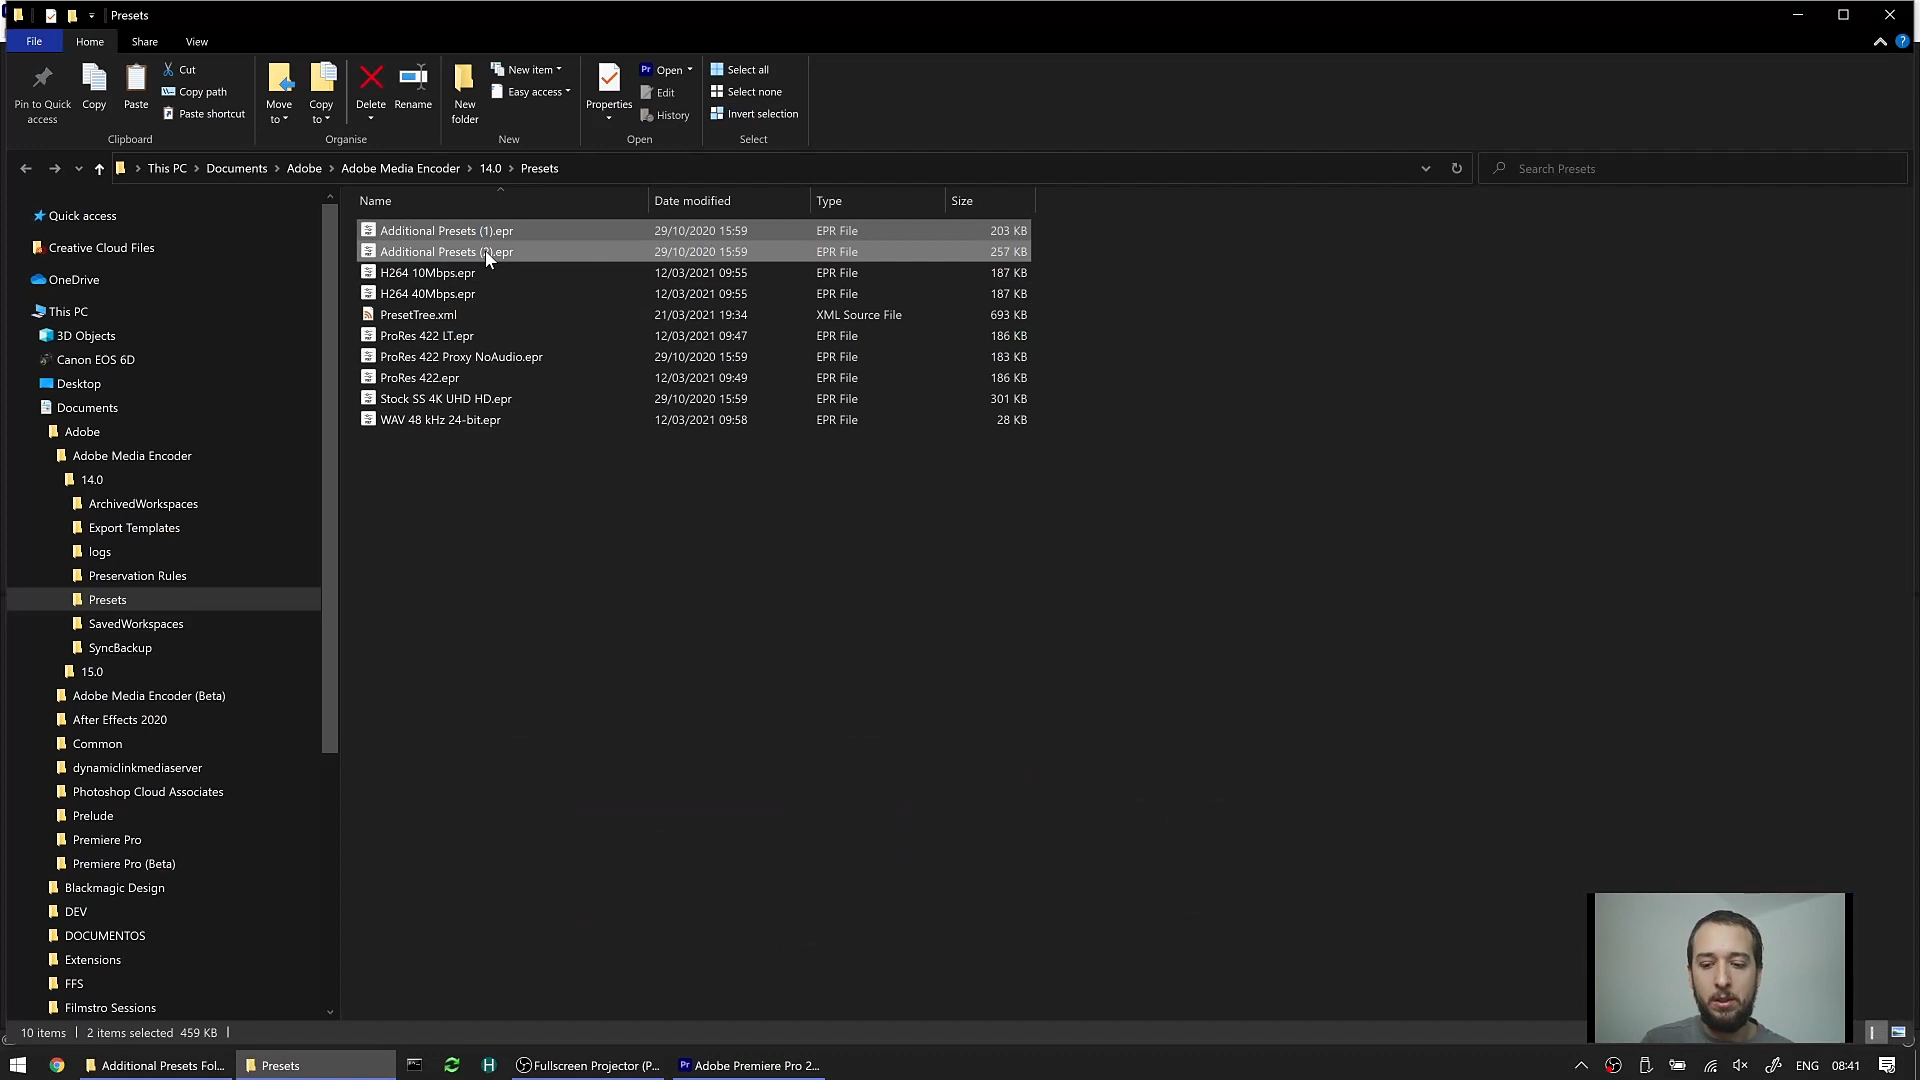 Presets
File Home Share View
Pin to Quick access
Copy
Paste
Cut
Copy path
Paste shortcut
Clipboard
Move to
Copy to
Delete
Rename
Organise
New folder
New item
Easy access
New
Properties
Pr Open
Edit
History
Open
Select all
Select none
Invert selection
Select
This PC > Documents > Adobe > Adobe Media Encoder > 14.0 > Presets
Search Presets
Quick access
Creative Cloud Files
OneDrive
This PC
3D Objects
Canon EOS 6D
Desktop
Documents
Adobe
Adobe Media Encoder
14.0
ArchivedWorkspaces
Export Templates
logs
Preservation Rules
Presets
SavedWorkspaces
SyncBackup
15.0
Adobe Media Encoder (Beta)
After Effects 2020
Common
dynamiclinkmediaserver
Photoshop Cloud Associates
Prelude
Premiere Pro
Premiere Pro (Beta)
Blackmagic Design
DEV
DOCUMENTOS
Extensions
FFS
Filmstro Sessions
Name Date modified Type Size
Additional Presets (1).epr 29/10/2020 15:59 EPR File 203 KB
Additional Presets (2).epr 29/10/2020 15:59 EPR File 257 KB
H264 10Mbps.epr 12/03/2021 09:55 EPR File 187 KB
H264 40Mbps.epr 12/03/2021 09:55 EPR File 187 KB
PresetTree.xml 21/03/2021 19:34 XML Source File 693 KB
ProRes 422 LT.epr 12/03/2021 09:47 EPR File 186 KB
ProRes 422 Proxy NoAudio.epr 29/10/2020 15:59 EPR File 183 KB
ProRes 422.epr 12/03/2021 09:49 EPR File 186 KB
Stock SS 4K UHD HD.epr 29/10/2020 15:59 EPR File 301 KB
WAV 48 kHz 24-bit.epr 12/03/2021 09:58 EPR File 28 KB
10 items 2 items selected 459 KB
Additional Presets Fol... Presets H Fullscreen Projector (P... Pr Adobe Premiere Pro 2... ENG 08:41